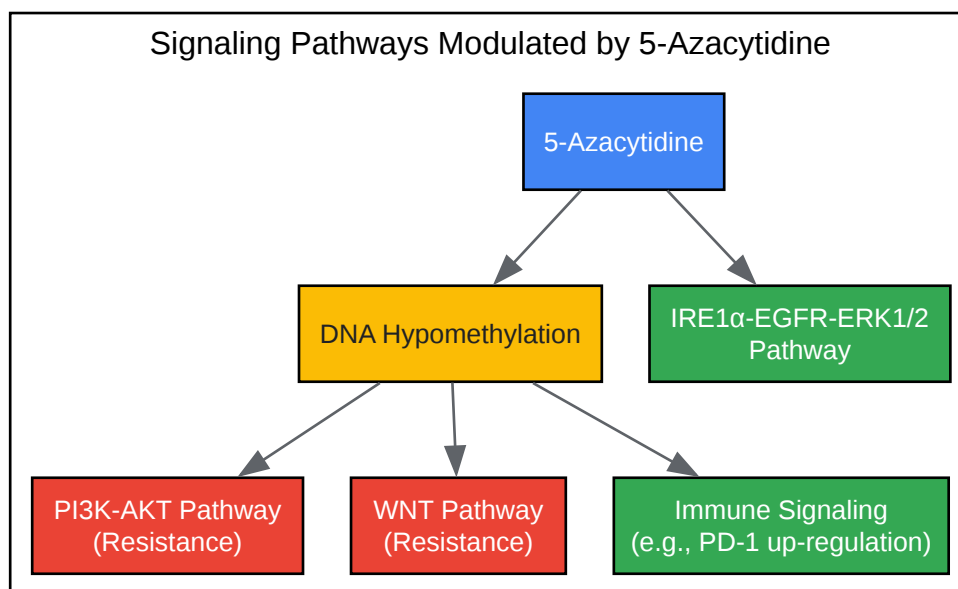 Signaling Pathways Modulated by 5-Azacytidine
5-Azacytidine
DNA Hypomethylation
IRE1α-EGFR-ERK1/2
Pathway
PI3K-AKT Pathway
(Resistance)
WNT Pathway
(Resistance)
Immune Signaling
(e.g., PD-1 up-regulation)